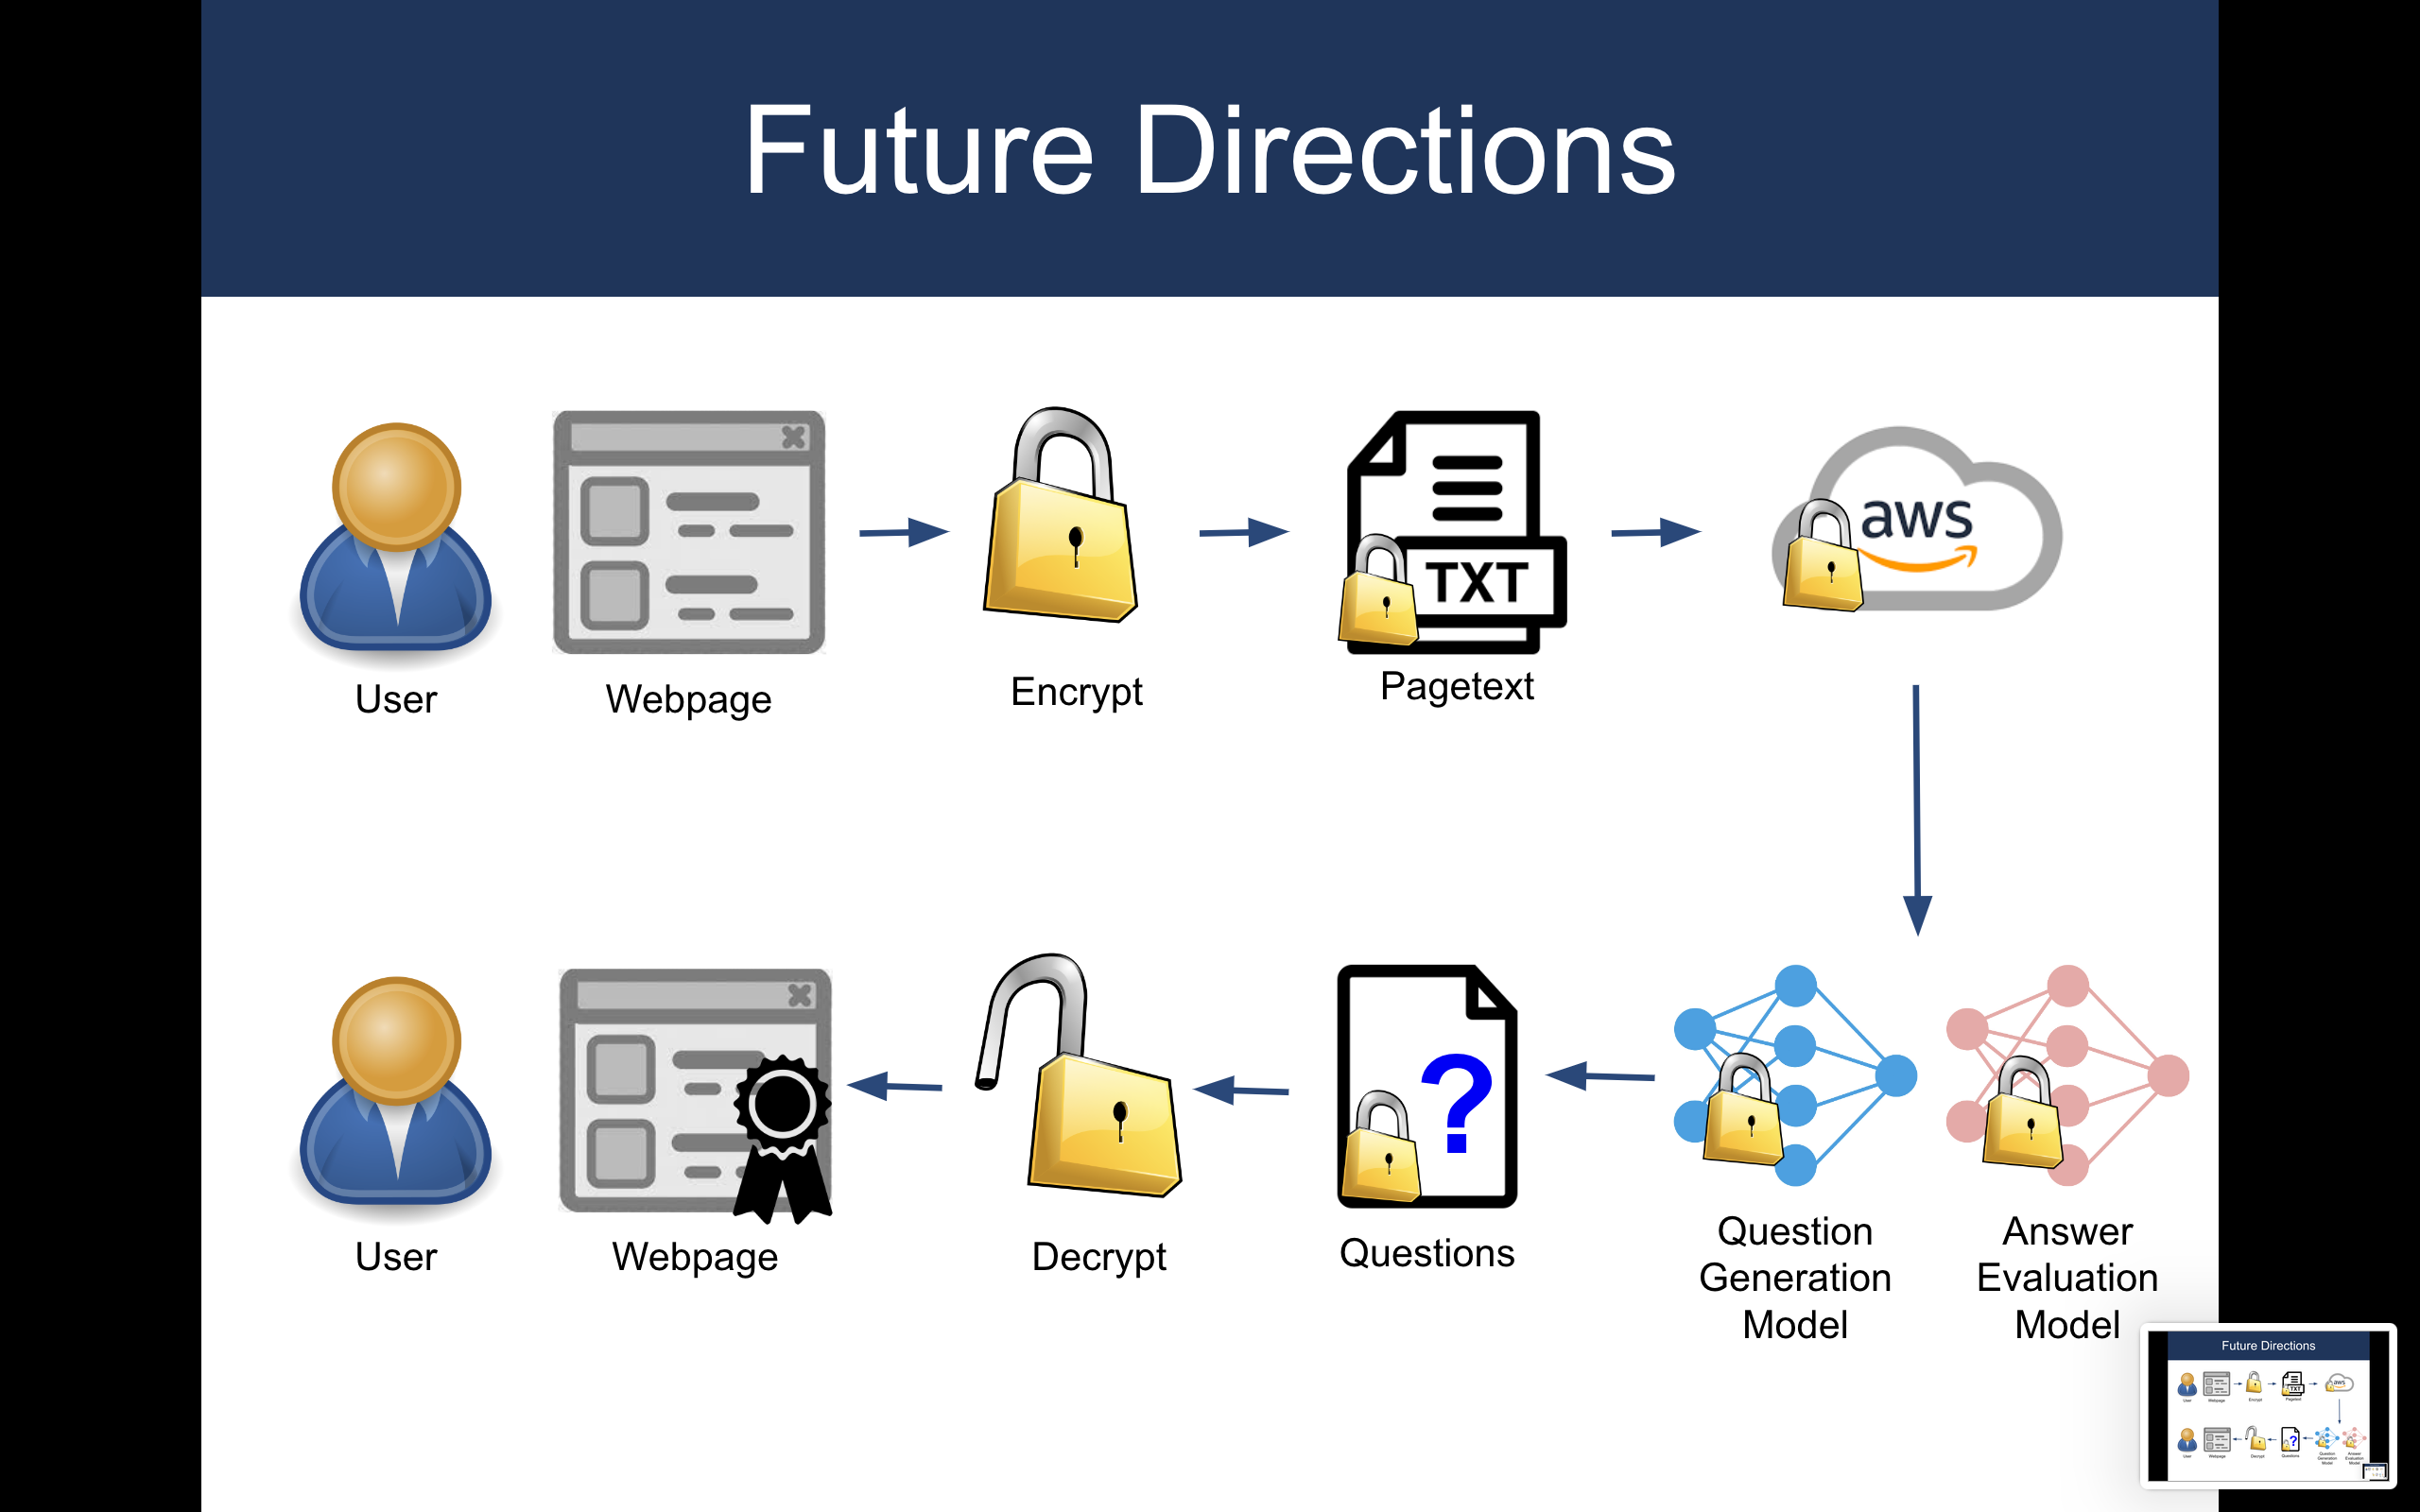 Future Directions
TXT
aws
User
Webpage
Encrypt
Pagetext
?
User
Webpage
Decrypt
Questions
Question
Generation
Model
Answer
Evaluation
Model
Future Directions